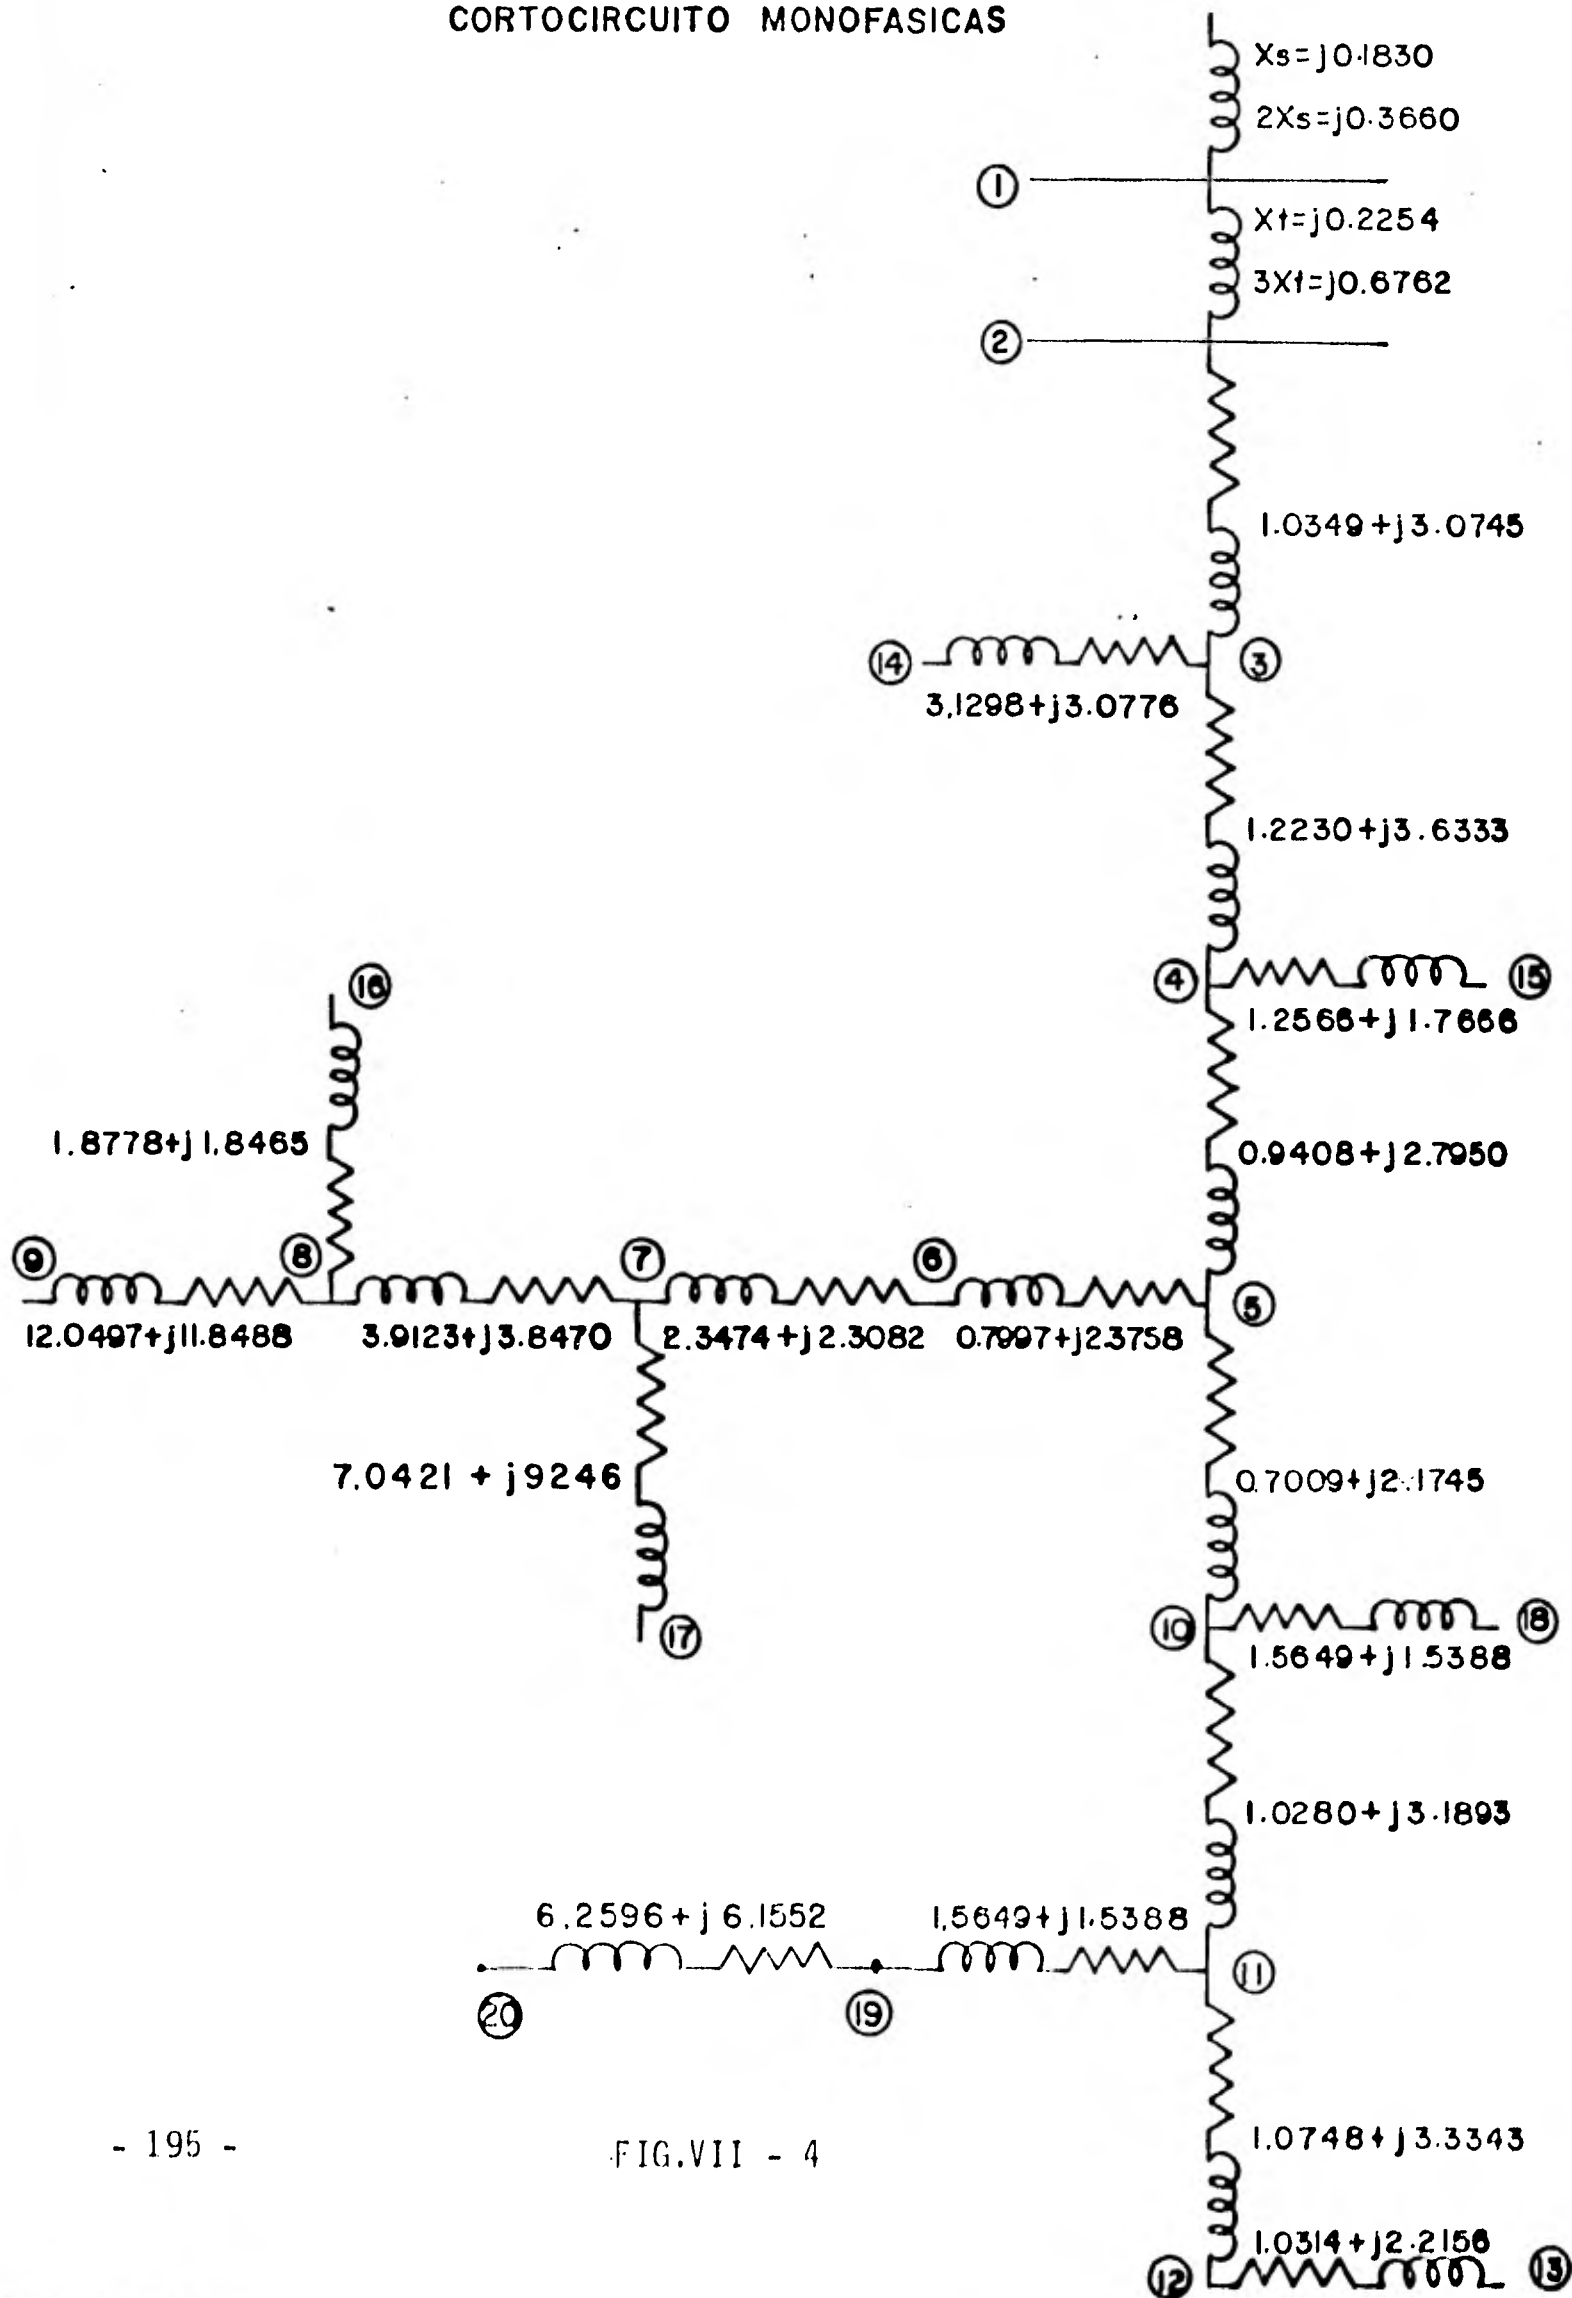 CORTOCIRCUITO MONOFASICAS
Xs=j0.1830
2Xs=j0.3660
1
Xt=j0.2254
3Xt=j0.6762
2
1.0349+j3.0745
14
3
3,1298+j3.0776
1.2230+j3.6333
4
15
16
1.2566+j1.7666
1.8778+j1.8465
0.9408+j2.7950
9
8
7
6
5
12.0497+j11.8488
3.9123+j3.8470
2.3474+j2.3082
0.7997+j2.3758
7.0421 + j9246
0.7009+j2.1745
17
10
18
1.5649+j1.5388
1.0280+j3.1893
6.2596+j6.1552
1,5649+j1.5388
11
20
19
1.0748+j3.3343
- 195 -
FIG.VII - 4
1.0314+j2.2156
12
13